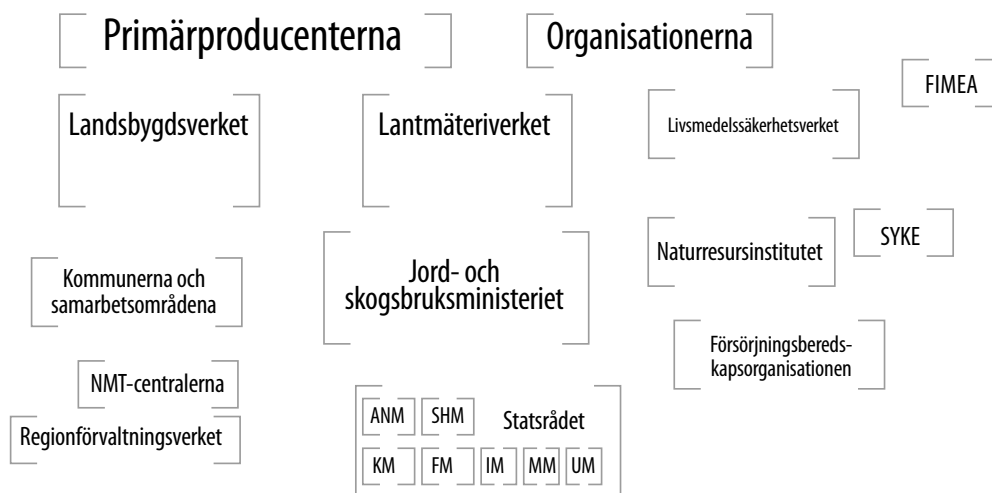 Primärproducenterna
Organisationerna
FIMEA
Landsbygdsverket
Lantmäteriverket
Livsmedelssäkerhetsverket
SYKE
Naturresursinstitutet
Kommunerna och
samarbetsområdena
Jord- och
skogsbruksministeriet
Försörjningsbereds-
kapsorganisationen
NMT-centralerna
Regionförvaltningsverket
ANM
SHM
Statsrådet
KM
FM
IM
MM
UM